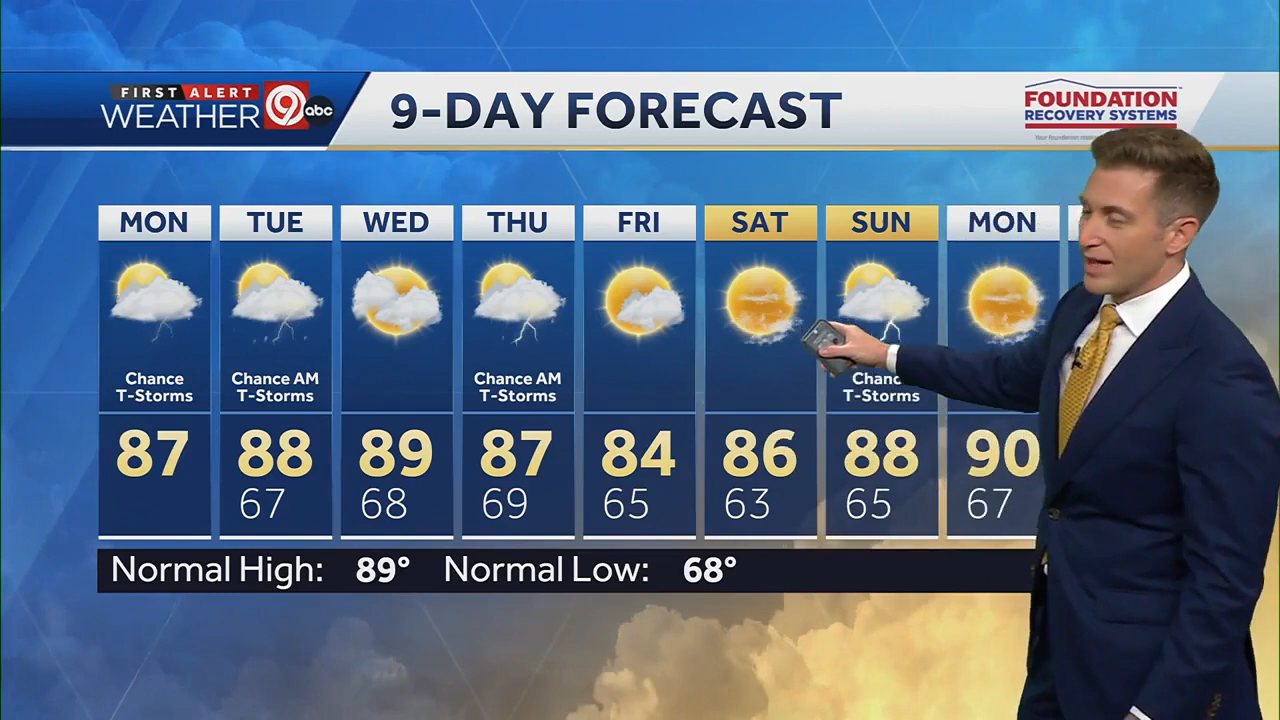 FIRST ALERT
WEATHER 9 abc
9-DAY FORECAST
FOUNDATION
RECOVERY SYSTEMS
MON TUE WED THU FRI SAT SUN MON
Chance Chance AM Chance AM
T-Storms T-Storms T-Storms T-Storms
87 88 89 87 84 86 88 90
67 68 69 65 63 65 67
Normal High: 89° Normal Low: 68°